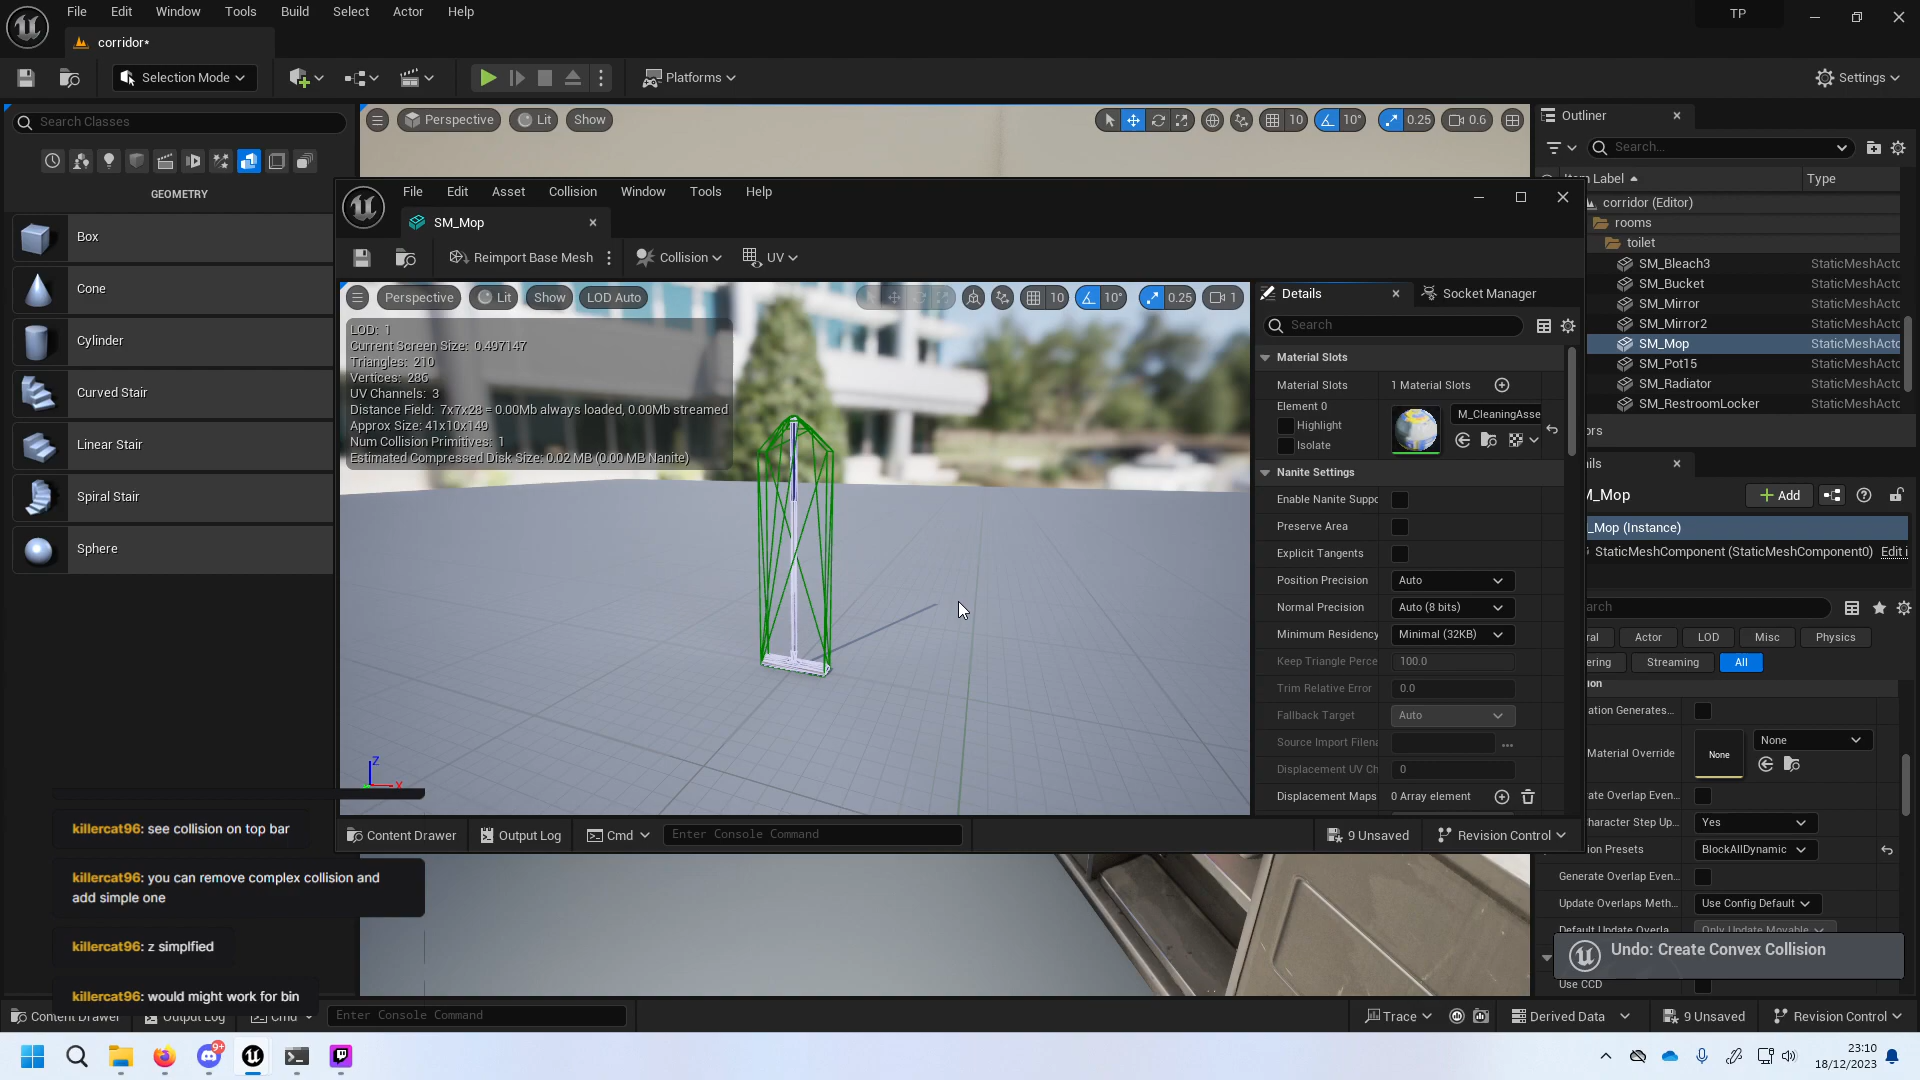 File Edit Window Tools Build Select Actor Help
TP
corridor*
Selection Mode
Platforms
Settings
Search Classes
GEOMETRY
Box
Cone
Cylinder
Curved Stair
Linear Stair
Spiral Stair
Sphere
Perspective Lit Show
10 10° 0.25 0.6
File Edit Asset Collision Window Tools Help
SM_Mop
Reimport Base Mesh Collision UV
Perspective Lit Show LOD Auto
10 10° 0.25 1
LOD: 1
Current Screen Size: 0.497147
Triangles: 210
Vertices: 286
UV Channels: 3
Distance Field: 7x7x28 = 0.00Mb always loaded, 0.00Mb streamed
Approx Size: 41x10x149
Num Collision Primitives: 1
Estimated Compressed Disk Size: 0.02 MB (0.00 MB Nanite)
Z
X
Details Socket Manager
Search
Material Slots
Material Slots 1 Material Slots
Element 0
Highlight
Isolate
M_CleaningAsse
Nanite Settings
Enable Nanite Suppo
Preserve Area
Explicit Tangents
Position Precision Auto
Normal Precision Auto (8 bits)
Minimum Residency Minimal (32KB)
Keep Triangle Perce 100.0
Trim Relative Error 0.0
Fallback Target Auto
Source Import Filena
Displacement UV Ch 0
Displacement Maps 0 Array element
Content Drawer Output Log Cmd Enter Console Command
9 Unsaved Revision Control
Outliner
Search...
Item Label Type
corridor (Editor)
rooms
toilet
SM_Bleach3 StaticMeshActo
SM_Bucket StaticMeshActo
SM_Mirror StaticMeshActo
SM_Mirror2 StaticMeshActo
SM_Mop StaticMeshActo
SM_Pot15 StaticMeshActo
SM_Radiator StaticMeshActo
SM_RestroomLocker StaticMeshActo
ors
ils
M_Mop Add
_Mop (Instance)
StaticMeshComponent (StaticMeshComponent0) Edit i
arch
ral Actor LOD Misc Physics
ering Streaming All
ion
ation Generates...
Material Override None None
ate Overlap Even...
haracter Step Up... Yes
on Presets BlockAllDynamic
Generate Overlap Even...
Update Overlaps Meth... Use Config Default
Default Update Overla Only Update Movable
Undo: Create Convex Collision
Use CCD
killercat96: see collision on top bar
killercat96: you can remove complex collision and
add simple one
killercat96: z simplfied
killercat96: would might work for bin
Content Drawer Output Log Cmd Enter Console Command
Trace Derived Data 9 Unsaved Revision Control
9+
23:10
18/12/2023